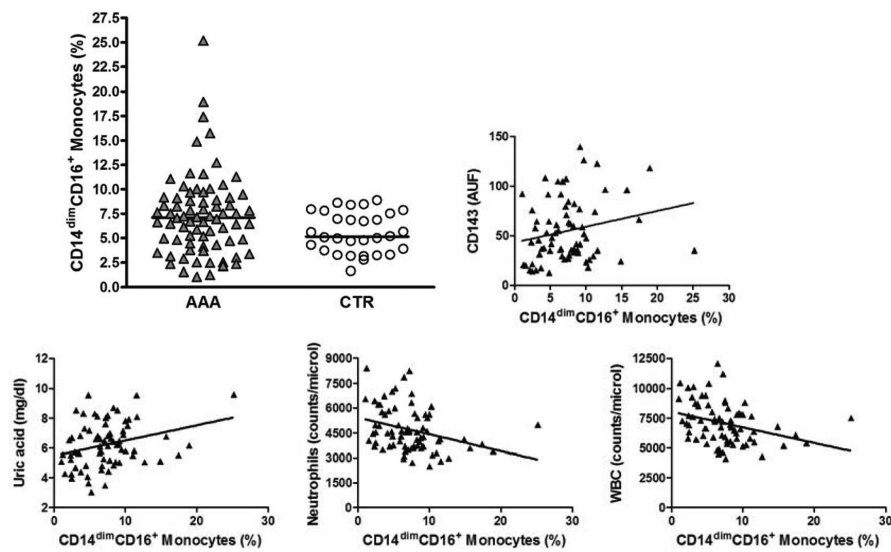 27.5
25.0
22.5
20.0
17.5
15.0
12.5
10.0
7.5
5.0
2.5
0.0
CD14dimCD16+ Monocytes (%)
AAA CTR
150
100
50
0
CD143 (AUF)
0 5 10 15 20 25 30
CD14dimCD16+ Monocytes (%)
12
10
8
6
4
2
Uric acid (mg/dl)
0 10 20 30
CD14dimCD16+ Monocytes (%)
9000
7500
6000
4500
3000
1500
0
Neutrophils (counts/microl)
0 10 20 30
CD14dimCD16+ Monocytes (%)
12500
10000
7500
5000
2500
0
WBC (counts/microl)
0 10 20 30
CD14dimCD16+ Monocytes (%)